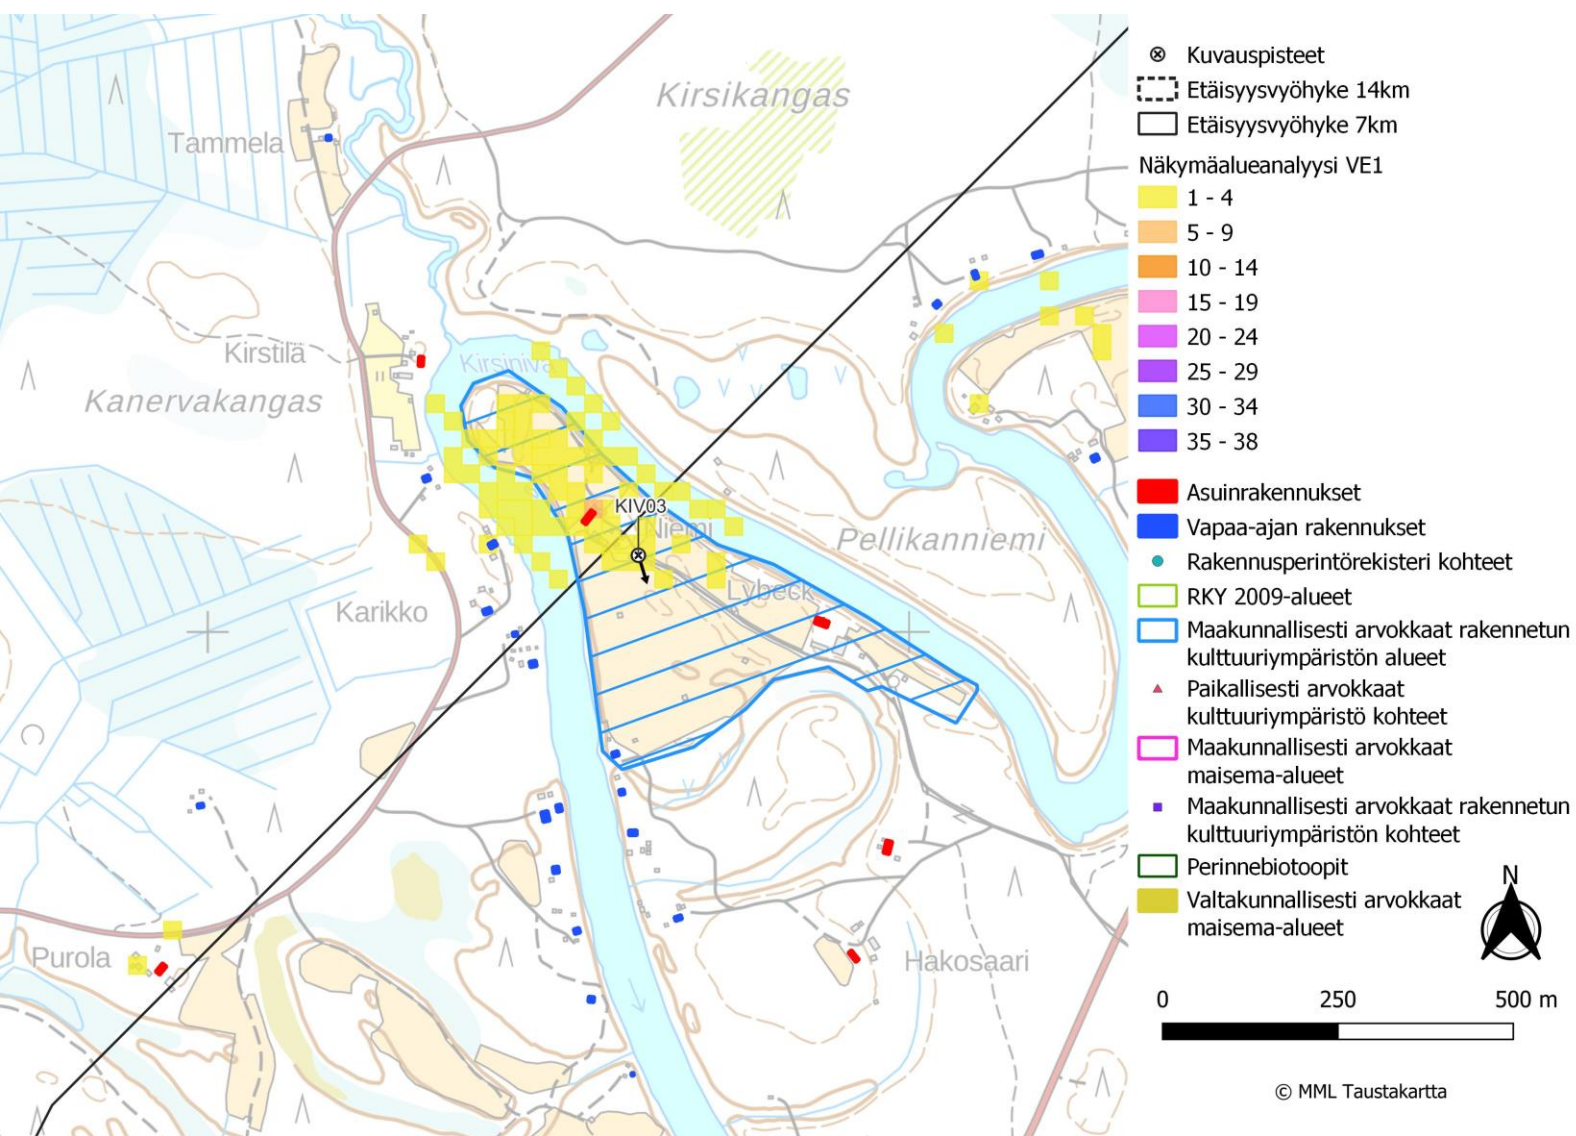 Kirsikangas
Tammela
Kirstilä
Kirsiniva
Kanervakangas
KIV03
Niemi
Pellikanniemi
Lybeck
Karikko
Purola
Hakosaari
Kuvauspisteet
Etäisyysvyöhyke 14km
Etäisyysvyöhyke 7km
Näkymäalueanalyysi VE1
1 - 4
5 - 9
10 - 14
15 - 19
20 - 24
25 - 29
30 - 34
35 - 38
Asuinrakennukset
Vapaa-ajan rakennukset
Rakennusperintörekisteri kohteet
RKY 2009-alueet
Maakunnallisesti arvokkaat rakennetun
kulttuuriympäristön alueet
Paikallisesti arvokkaat
kulttuuriympäristö kohteet
Maakunnallisesti arvokkaat
maisema-alueet
Maakunnallisesti arvokkaat rakennetun
kulttuuriympäristön kohteet
Perinnebiotoopit
Valtakunnallisesti arvokkaat
maisema-alueet
N
0 250 500 m
© MML Taustakartta